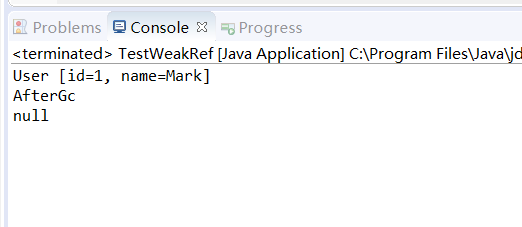 Problems Console Progress
<terminated> TestWeakRef [Java Application] C:\Program Files\Java\jd
User [id=1, name=Mark]
AfterGc
null